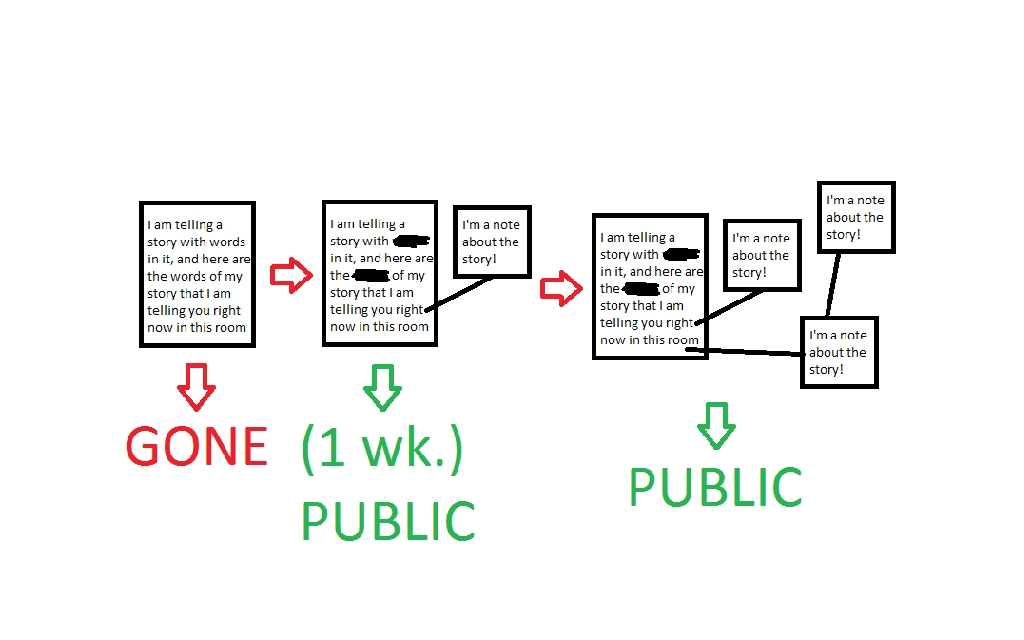 I am telling a
story with words
in it, and here are
the words of my
story that I am
telling you right
now in this room
I am telling a
story with
in it, and here are
the of my
story that I am
telling you right
now in this room
I'm a note
about the
story!
I am telling a
story with
in it, and here are
the of my
story that I am
telling you right
now in this room
I'm a note
about the
story!
I'm a note
about the
story!
I'm a note
about the
story!
GONE
(1 wk.)
PUBLIC
PUBLIC